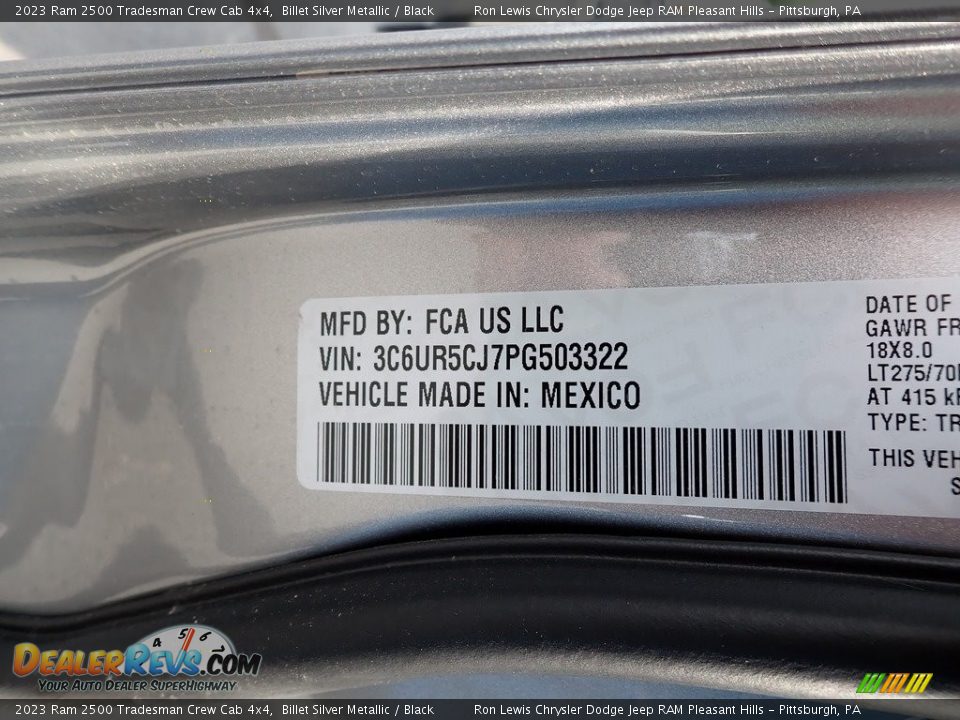 2023 Ram 2500 Tradesman Crew Cab 4x4, Billet Silver Metallic / Black Ron Lewis Chrysler Dodge Jeep RAM Pleasant Hills – Pittsburgh, PA
MFD BY: FCA US LLC
VIN: 3C6UR5CJ7PG503322
VEHICLE MADE IN: MEXICO
DATE OF
GAWR FR
18X8.0
LT275/70
AT 415 k
TYPE: TR
THIS VEH
S
4 5 6
DEALERREVS.COM
YOUR AUTO DEALER SUPERHIGHWAY
2023 Ram 2500 Tradesman Crew Cab 4x4, Billet Silver Metallic / Black Ron Lewis Chrysler Dodge Jeep RAM Pleasant Hills – Pittsburgh, PA